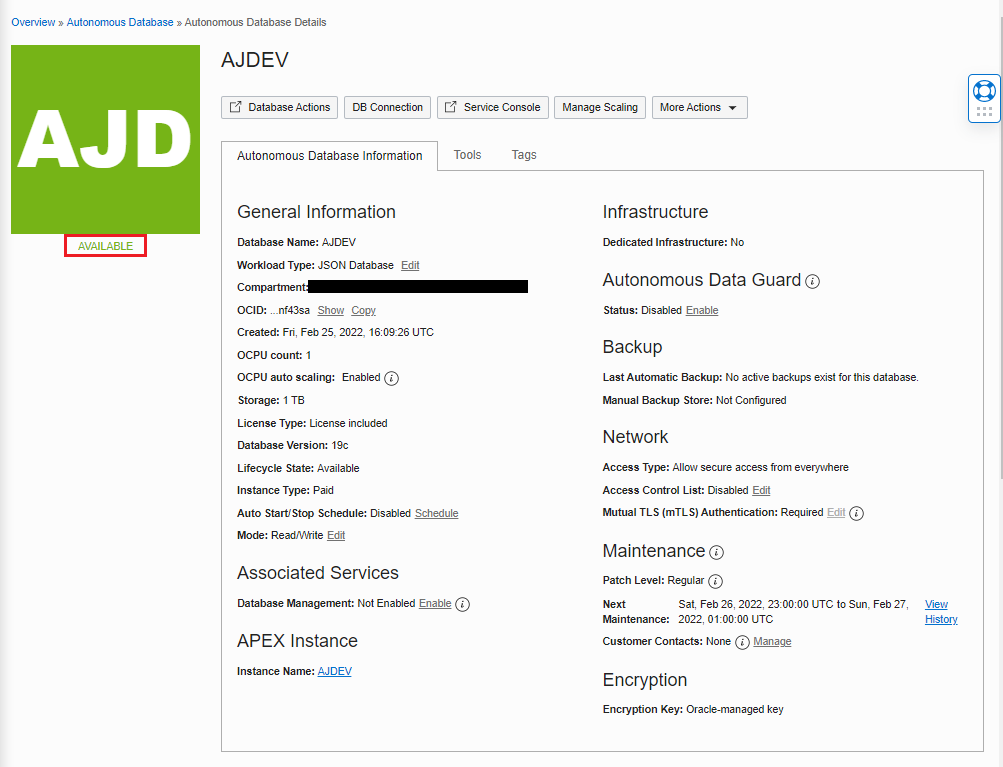 Overview » Autonomous Database » Autonomous Database Details
AJD
AVAILABLE
AJDEV
Database Actions
DB Connection
Service Console
Manage Scaling
More Actions
Autonomous Database Information
Tools
Tags
General Information
Database Name: AJDEV
Workload Type: JSON Database Edit
Compartment:
OCID: ...nf43sa Show Copy
Created: Fri, Feb 25, 2022, 16:09:26 UTC
OCPU count: 1
OCPU auto scaling: Enabled
Storage: 1 TB
License Type: License included
Database Version: 19c
Lifecycle State: Available
Instance Type: Paid
Auto Start/Stop Schedule: Disabled Schedule
Mode: Read/Write Edit
Associated Services
Database Management: Not Enabled Enable
APEX Instance
Instance Name: AJDEV
Infrastructure
Dedicated Infrastructure: No
Autonomous Data Guard
Status: Disabled Enable
Backup
Last Automatic Backup: No active backups exist for this database.
Manual Backup Store: Not Configured
Network
Access Type: Allow secure access from everywhere
Access Control List: Disabled Edit
Mutual TLS (mTLS) Authentication: Required Edit
Maintenance
Patch Level: Regular
Next Sat, Feb 26, 2022, 23:00:00 UTC to Sun, Feb 27, View
Maintenance: 2022, 01:00:00 UTC History
Customer Contacts: None Manage
Encryption
Encryption Key: Oracle-managed key